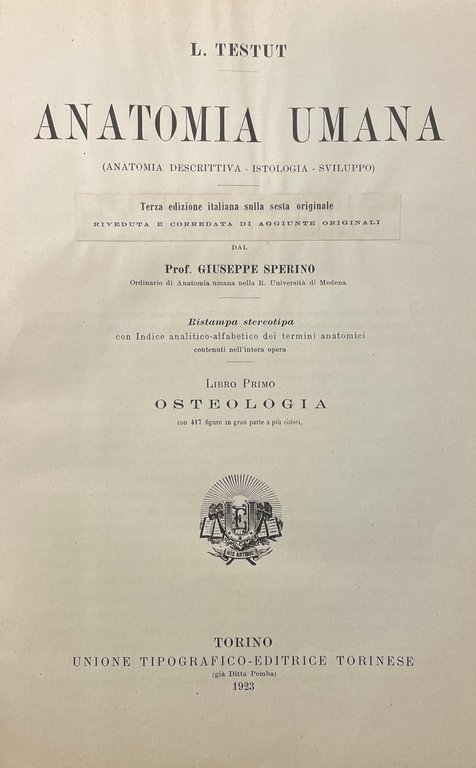 L. TESTUT
ANATOMIA UMANA
(ANATOMIA DESCRITTIVA - ISTOLOGIA - SVILUPPO)
Terza edizione italiana sulla sesta originale
RIVEDUTA E CORREDATA DI AGGIUNTE ORIGINALI
DAL
Prof. GIUSEPPE SPERINO
Ordinario di Anatomia umana nella R. Università di Modena.
Ristampa stereotipa
con Indice analitico-alfabetico dei termini anatomici
contenuti nell'intera opera
LIBRO PRIMO
OSTEOLOGIA
con 417 figure in gran parte a più colori.
TORINO
UNIONE TIPOGRAFICO-EDITRICE TORINESE
(già Ditta Pomba)
1923